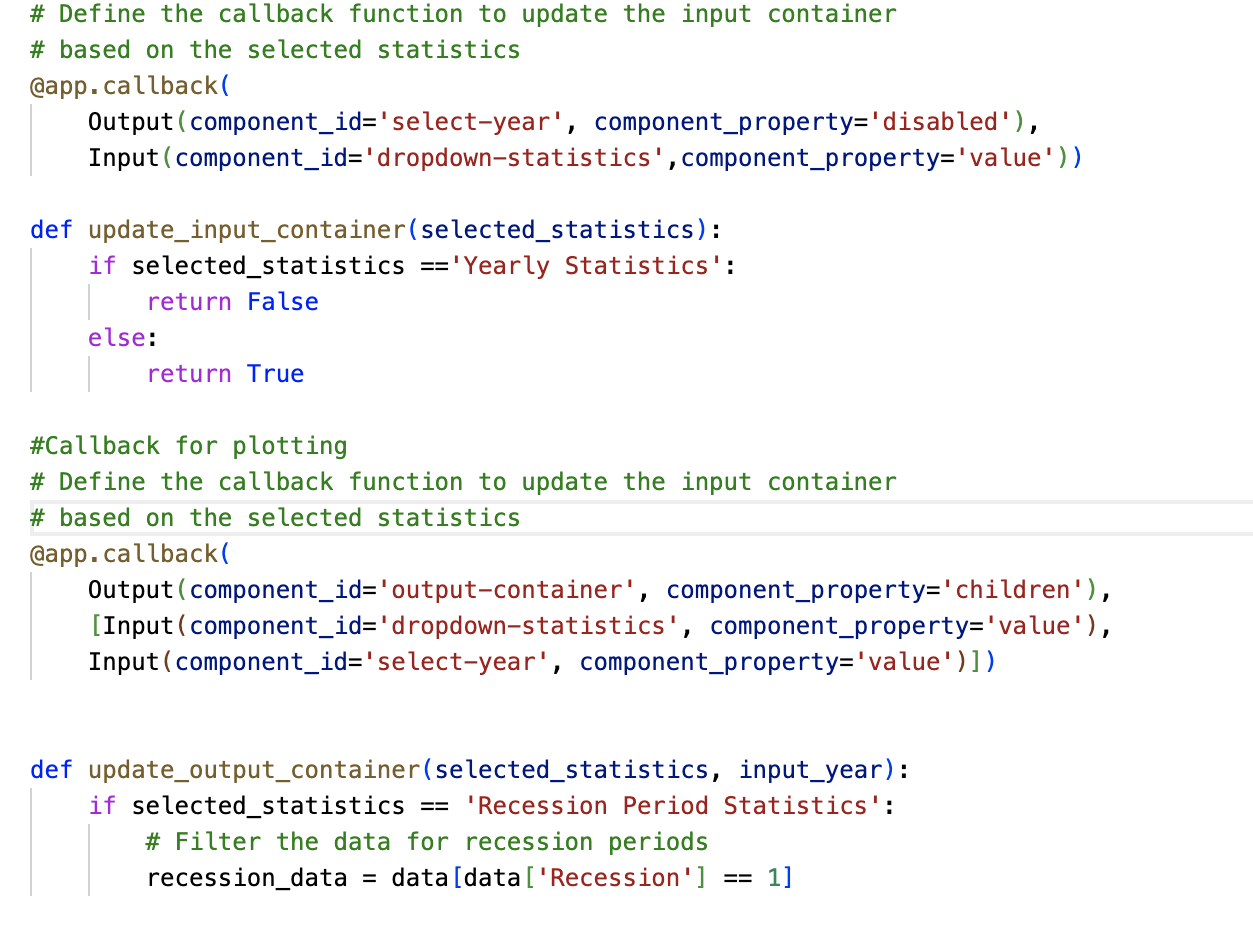 # Define the callback function to update the input container
# based on the selected statistics
@app.callback(
    Output(component_id='select-year', component_property='disabled'),
    Input(component_id='dropdown-statistics',component_property='value'))

def update_input_container(selected_statistics):
    if selected_statistics =='Yearly Statistics':
        return False
    else:
        return True

#Callback for plotting
# Define the callback function to update the input container
# based on the selected statistics
@app.callback(
    Output(component_id='output-container', component_property='children'),
    [Input(component_id='dropdown-statistics', component_property='value'),
    Input(component_id='select-year', component_property='value')])


def update_output_container(selected_statistics, input_year):
    if selected_statistics == 'Recession Period Statistics':
        # Filter the data for recession periods
        recession_data = data[data['Recession'] == 1]